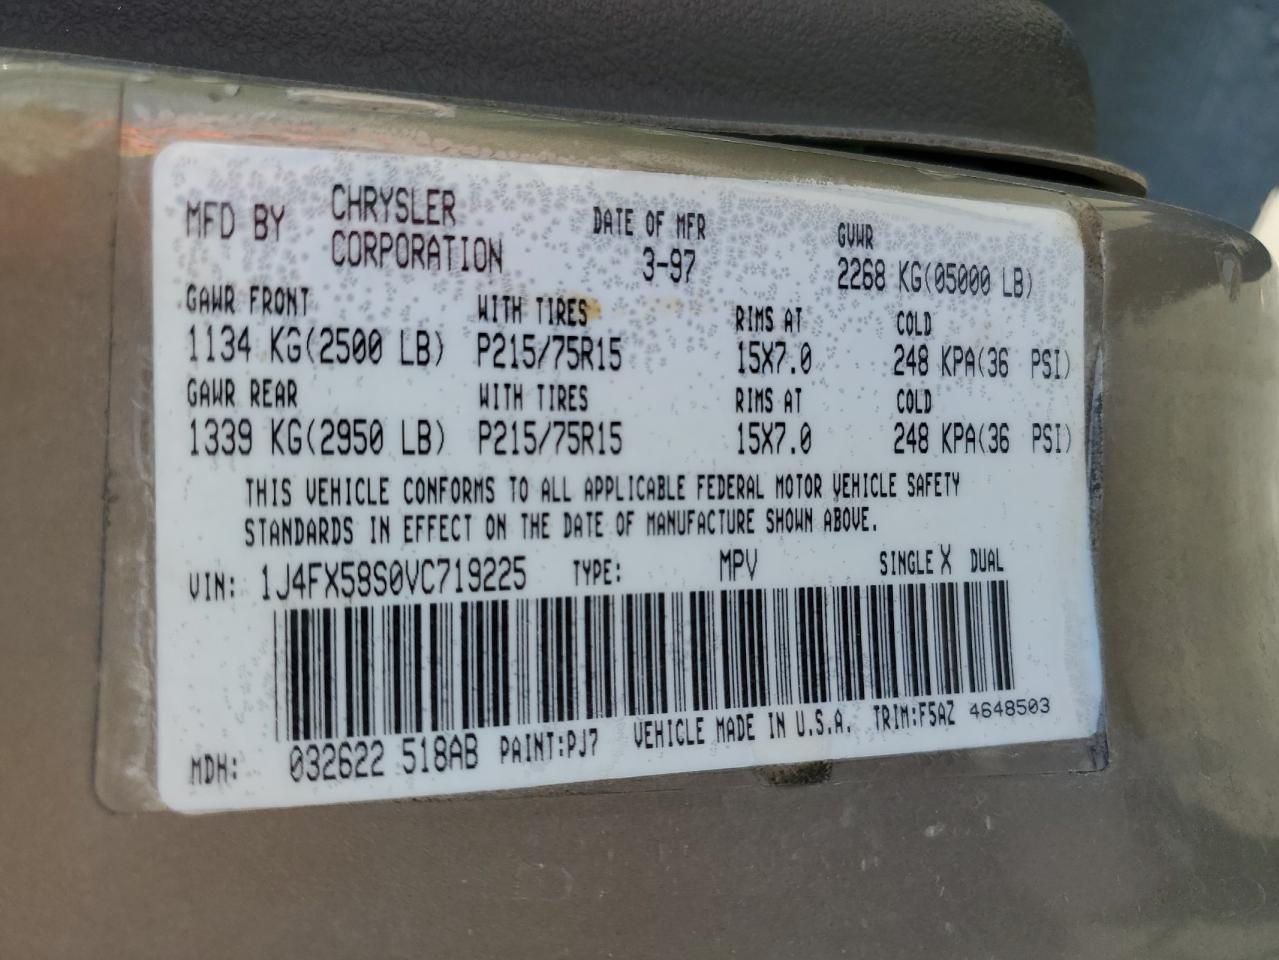 MFD BY CHRYSLER CORPORATION DATE OF MFR 3-97 GVWR 2268 KG(05000 LB)
GAWR FRONT WITH TIRES RIMS AT COLD
1134 KG(2500 LB) P215/75R15 15X7.0 248 KPA(36 PSI)
GAWR REAR WITH TIRES RIMS AT COLD
1339 KG(2950 LB) P215/75R15 15X7.0 248 KPA(36 PSI)
THIS VEHICLE CONFORMS TO ALL APPLICABLE FEDERAL MOTOR VEHICLE SAFETY
STANDARDS IN EFFECT ON THE DATE OF MANUFACTURE SHOWN ABOVE.
VIN: 1J4FX58S0VC719225 TYPE: MPV SINGLE X DUAL
MDH: 032622 518AB PAINT:PJ7 VEHICLE MADE IN U.S.A. TRIM:F5AZ 4648503